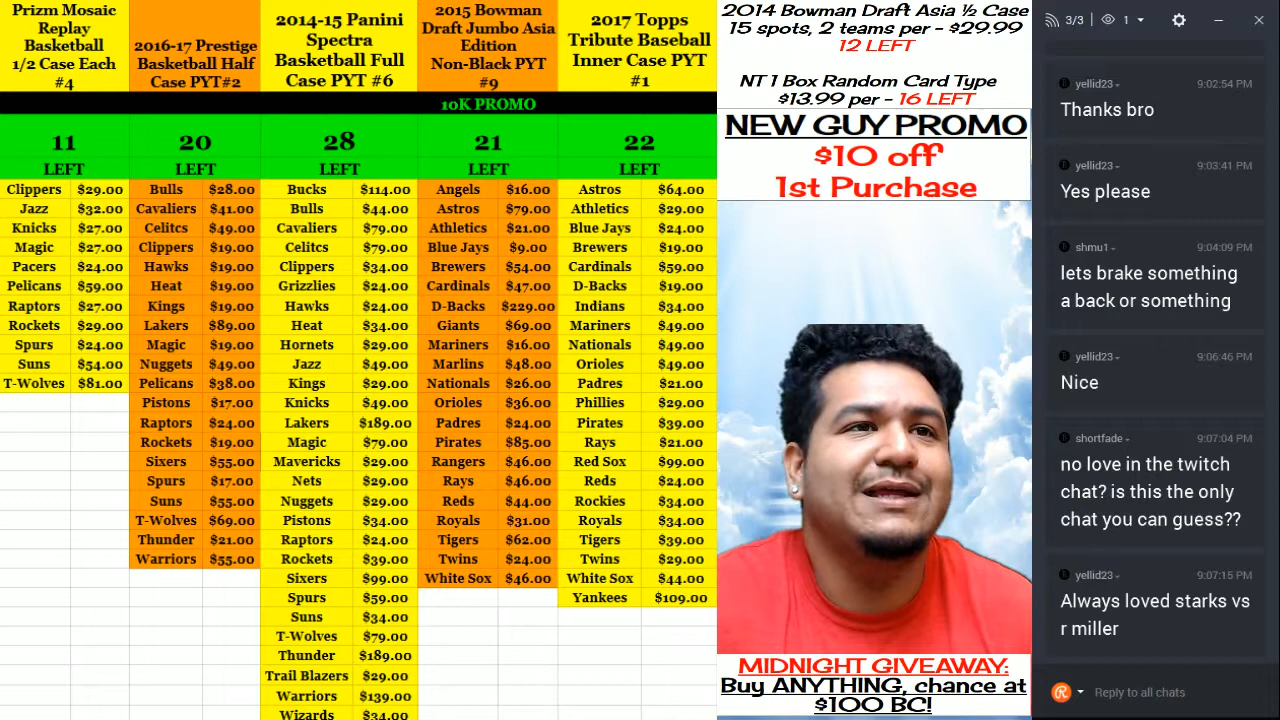 Prizm Mosaic
Replay
Basketball
1/2 Case Each
#4
2016-17 Prestige
Basketball Half
Case PYT#2
2014-15 Panini
Spectra
Basketball Full
Case PYT #6
2015 Bowman
Draft Jumbo Asia
Edition
Non-Black PYT
#9
2017 Topps
Tribute Baseball
Inner Case PYT
#1
10K PROMO
11
LEFT
20
LEFT
28
LEFT
21
LEFT
22
LEFT
Clippers $29.00
Jazz $32.00
Knicks $27.00
Magic $27.00
Pacers $24.00
Pelicans $59.00
Raptors $27.00
Rockets $29.00
Spurs $24.00
Suns $54.00
T-Wolves $81.00
Bulls $28.00
Cavaliers $41.00
Celitcs $49.00
Clippers $19.00
Hawks $19.00
Heat $19.00
Kings $19.00
Lakers $89.00
Magic $19.00
Nuggets $49.00
Pelicans $38.00
Pistons $17.00
Raptors $24.00
Rockets $19.00
Sixers $55.00
Spurs $17.00
Suns $55.00
T-Wolves $69.00
Thunder $21.00
Warriors $55.00
Bucks $114.00
Bulls $44.00
Cavaliers $79.00
Celitcs $79.00
Clippers $34.00
Grizzlies $24.00
Hawks $24.00
Heat $34.00
Hornets $29.00
Jazz $49.00
Kings $29.00
Knicks $49.00
Lakers $189.00
Magic $79.00
Mavericks $29.00
Nets $29.00
Nuggets $29.00
Pistons $34.00
Raptors $24.00
Rockets $39.00
Sixers $99.00
Spurs $59.00
Suns $34.00
T-Wolves $79.00
Thunder $189.00
Trail Blazers $29.00
Warriors $139.00
Wizards $34.00
Angels $16.00
Astros $79.00
Athletics $21.00
Blue Jays $9.00
Brewers $54.00
Cardinals $47.00
D-Backs $229.00
Giants $69.00
Mariners $16.00
Marlins $48.00
Nationals $26.00
Orioles $36.00
Padres $24.00
Pirates $85.00
Rangers $46.00
Rays $46.00
Reds $44.00
Royals $31.00
Tigers $62.00
Twins $24.00
White Sox $46.00
Astros $64.00
Athletics $29.00
Blue Jays $24.00
Brewers $19.00
Cardinals $59.00
D-Backs $19.00
Indians $34.00
Mariners $49.00
Nationals $49.00
Orioles $49.00
Padres $21.00
Phillies $29.00
Pirates $39.00
Rays $21.00
Red Sox $99.00
Reds $24.00
Rockies $34.00
Royals $34.00
Tigers $39.00
Twins $29.00
White Sox $44.00
Yankees $109.00
2014 Bowman Draft Asia ½ Case
15 spots, 2 teams per - $29.99
12 LEFT
NT 1 Box Random Card Type
$13.99 per - 16 LEFT
NEW GUY PROMO
$10 off
1st Purchase
MIDNIGHT GIVEAWAY:
Buy ANYTHING, chance at
$100 BC!
3/3 1
yellid23 9:02:54 PM
Thanks bro
yellid23 9:03:41 PM
Yes please
shmu1 9:04:09 PM
lets brake something
a back or something
yellid23 9:06:46 PM
Nice
shortfade 9:07:04 PM
no love in the twitch
chat? is this the only
chat you can guess??
yellid23 9:07:15 PM
Always loved starks vs
r miller
Reply to all chats